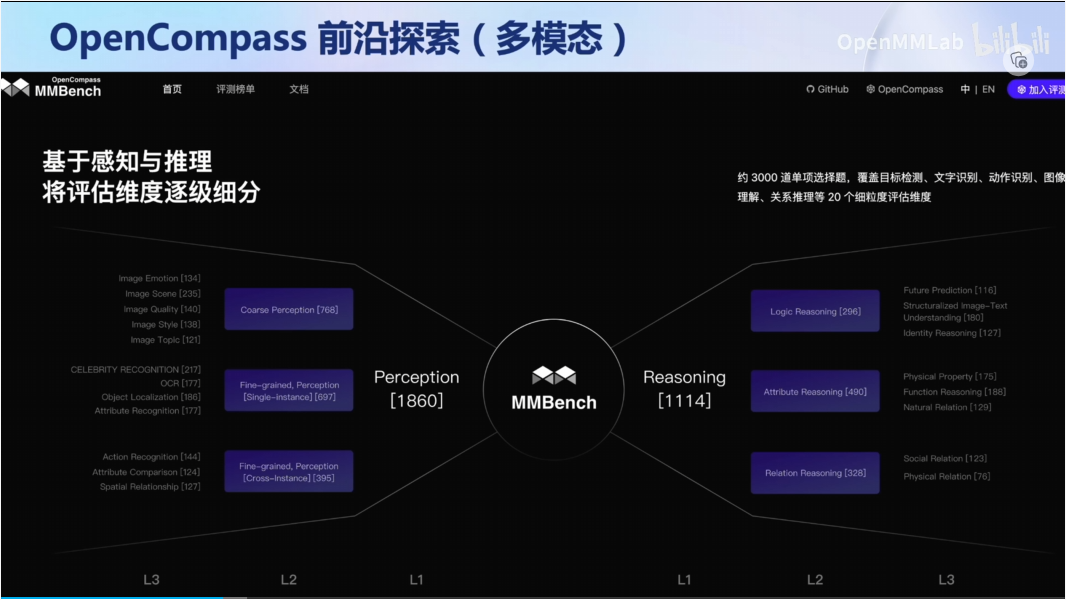 OpenCompass 前沿探索（多模态）
OpenMMLab bilibili
OpenCompass
MMBench
首页
评测榜单
文档
GitHub
OpenCompass
中 | EN
加入评测
基于感知与推理
将评估维度逐级细分
约 3000 道单项选择题，覆盖目标检测、文字识别、动作识别、图像
理解、关系推理等 20 个细粒度评估维度
Image Emotion [134]
Image Scene [235]
Image Quality [140]
Image Style [138]
Image Topic [121]
Coarse Perception [768]
CELEBRITY RECOGNITION [217]
OCR [177]
Object Localization [186]
Attribute Recognition [177]
Fine-grained, Perception
[Single-instance] [697]
Action Recognition [144]
Attribute Comparison [124]
Spatial Relationship [127]
Fine-grained, Perception
[Cross-Instance] [395]
Perception
[1860]
MMBench
Reasoning
[1114]
Logic Reasoning [296]
Future Prediction [116]
Structuralized Image-Text
Understanding [180]
Identity Reasoning [127]
Attribute Reasoning [490]
Physical Property [175]
Function Reasoning [188]
Natural Relation [129]
Relation Reasoning [328]
Social Relation [123]
Physical Relation [76]
L3
L2
L1
L1
L2
L3